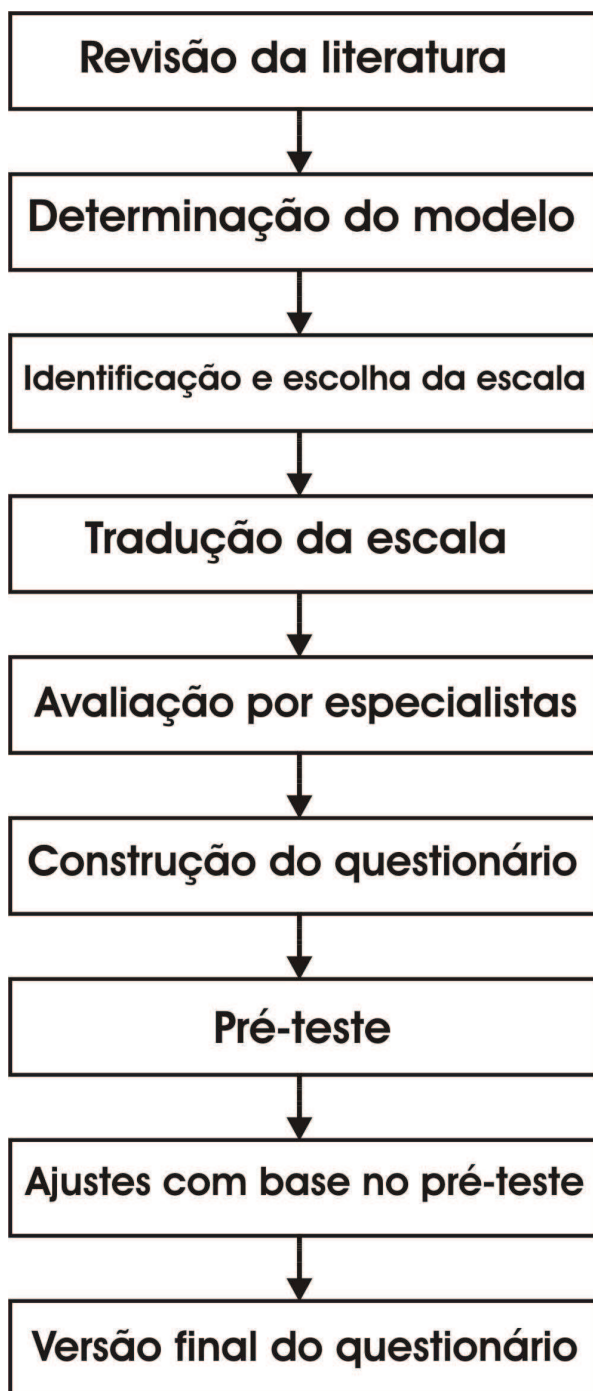 Revisão da literatura
Determinação do modelo
Identificação e escolha da escala
Tradução da escala
Avaliação por especialistas
Construção do questionário
Pré-teste
Ajustes com base no pré-teste
Versão final do questionário